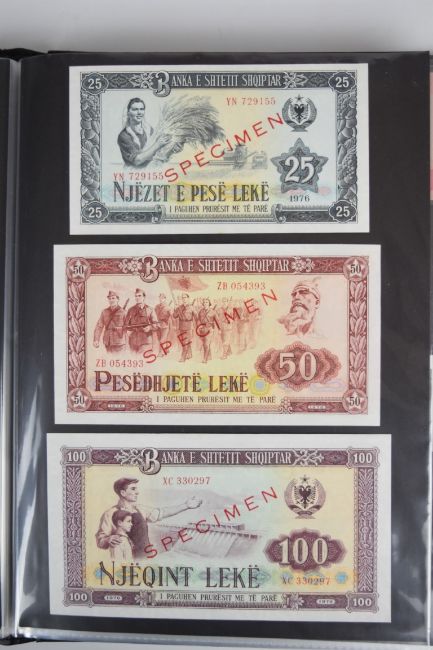 25 BANKA E SHTETIT SHQIPTAR 25
YN 729155
SPECIMEN
YN 729155
25
NJËZET E PESË LEKË
1976
25 I PAGUHEN PRURËSIT ME TË PARË 25
50 BANKA E SHTETIT SHQIPTAR 50
ZB 054393
SPECIMEN
ZB 054393
50
PESËDHJETË LEKË
50 1976 I PAGUHEN PRURËSIT ME TË PARË 1976 50
100 BANKA E SHTETIT SHQIPTAR 100
XC 330297
SPECIMEN
100
NJËQINT LEKË
XC 330297
100 1976 I PAGUHEN PRURËSIT ME TË PARË 1976 100